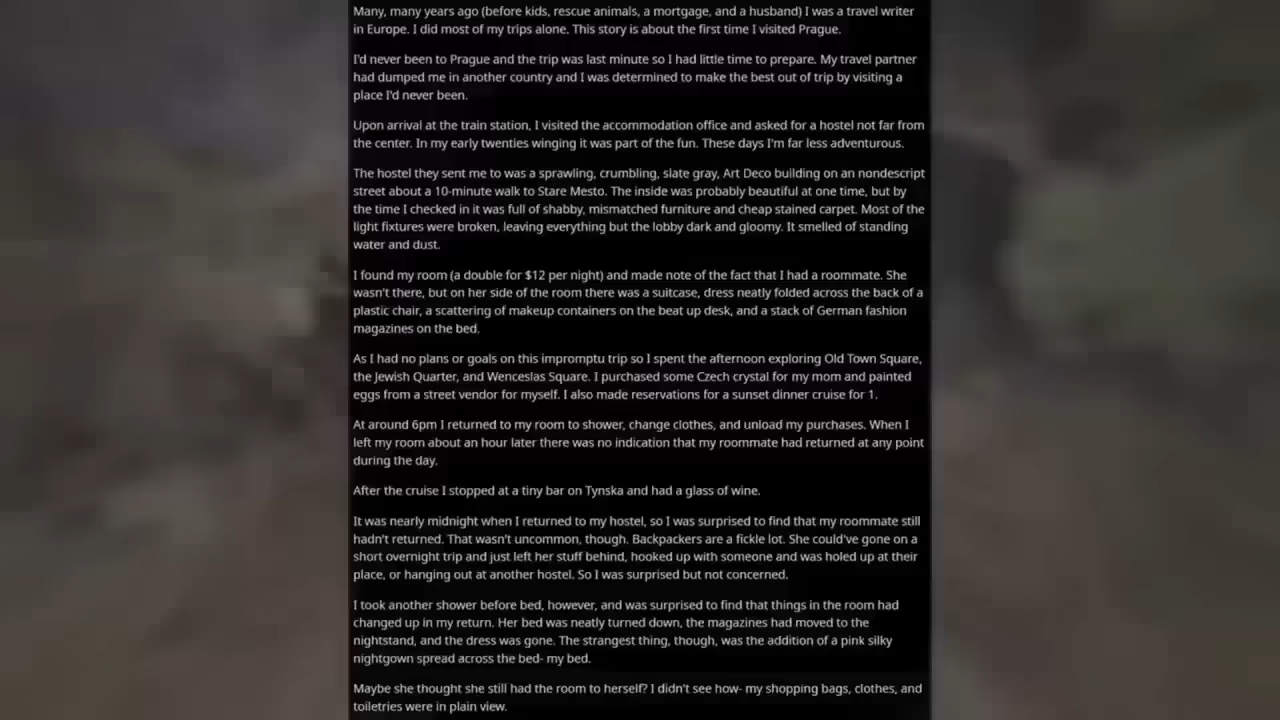 Many, many years ago (before kids, rescue animals, a mortgage, and a husband) I was a travel writer
in Europe. I did most of my trips alone. This story is about the first time I visited Prague.
I'd never been to Prague and the trip was last minute so I had little time to prepare. My travel partner
had dumped me in another country and I was determined to make the best out of trip by visiting a
place I'd never been.
Upon arrival at the train station, I visited the accommodation office and asked for a hostel not far from
the center. In my early twenties winging it was part of the fun. These days I'm far less adventurous.
The hostel they sent me to was a sprawling, crumbling, slate gray, Art Deco building on an nondescript
street about a 10-minute walk to Stare Mesto. The inside was probably beautiful at one time, but by
the time I checked in it was full of shabby, mismatched furniture and cheap stained carpet. Most of the
light fixtures were broken, leaving everything but the lobby dark and gloomy. It smelled of standing
water and dust.
I found my room (a double for $12 per night) and made note of the fact that I had a roommate. She
wasn't there, but on her side of the room there was a suitcase, dress neatly folded across the back of a
plastic chair, a scattering of makeup containers on the beat up desk, and a stack of German fashion
magazines on the bed.
As I had no plans or goals on this impromptu trip so I spent the afternoon exploring Old Town Square,
the Jewish Quarter, and Wenceslas Square. I purchased some Czech crystal for my mom and painted
eggs from a street vendor for myself. I also made reservations for a sunset dinner cruise for 1.
At around 6pm I returned to my room to shower, change clothes, and unload my purchases. When I
left my room about an hour later there was no indication that my roommate had returned at any point
during the day.
After the cruise I stopped at a tiny bar on Tynska and had a glass of wine.
It was nearly midnight when I returned to my hostel, so I was surprised to find that my roommate still
hadn't returned. That wasn't uncommon, though. Backpackers are a fickle lot. She could've gone on a
short overnight trip and just left her stuff behind, hooked up with someone and was holed up at their
place, or hanging out at another hostel. So I was surprised but not concerned.
I took another shower before bed, however, and was surprised to find that things in the room had
changed up in my return. Her bed was neatly turned down, the magazines had moved to the
nightstand, and the dress was gone. The strangest thing, though, was the addition of a pink silky
nightgown spread across the bed- my bed.
Maybe she thought she still had the room to herself? I didn't see how- my shopping bags, clothes, and
toiletries were in plain view.